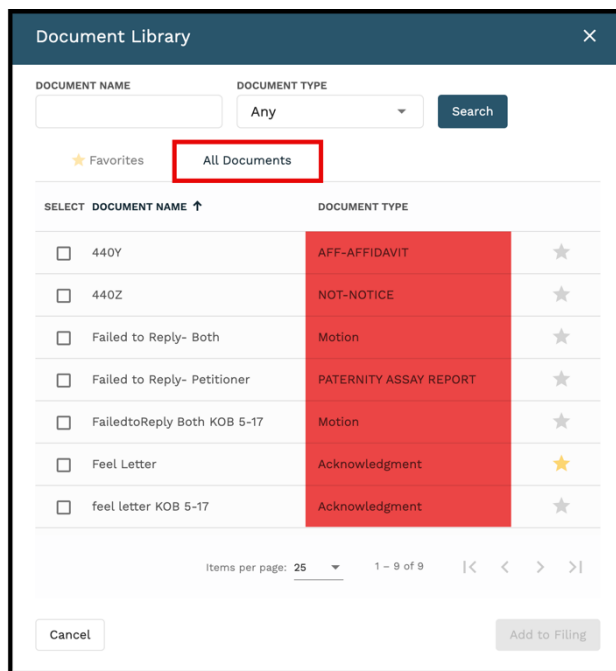 Document Library
DOCUMENT NAME DOCUMENT TYPE
Any Search
Favorites All Documents
SELECT DOCUMENT NAME DOCUMENT TYPE
440Y AFF-AFFIDAVIT
440Z NOT-NOTICE
Failed to Reply- Both Motion
Failed to Reply- Petitioner PATERNITY ASSAY REPORT
FailedtoReply Both KOB 5-17 Motion
Feel Letter Acknowledgment
feel letter KOB 5-17 Acknowledgment
Items per page: 25 1 – 9 of 9
Cancel Add to Filing